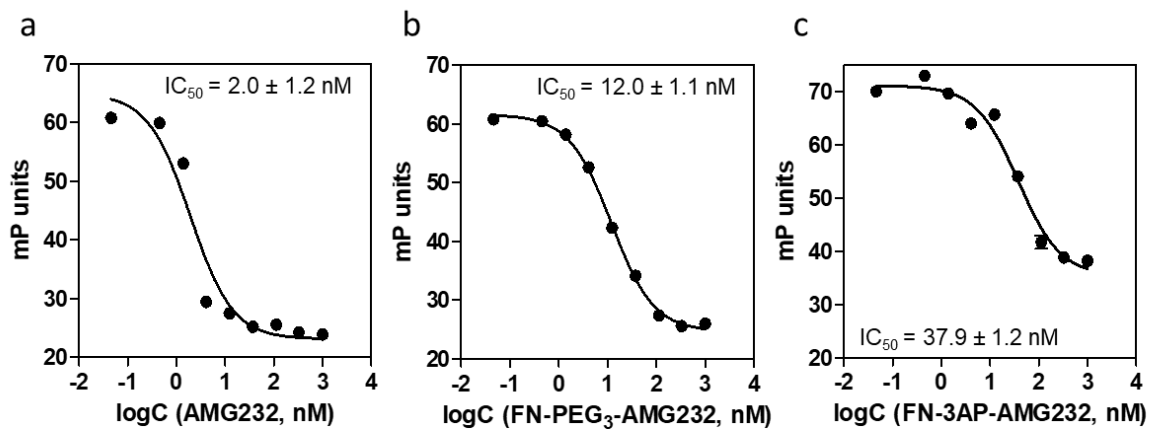 a
b
c
70
60
50
40
30
20
mP units
IC50 = 2.0 ± 1.2 nM
-2 -1 0 1 2 3 4
logC (AMG232, nM)
70
60
50
40
30
20
mP units
IC50 = 12.0 ± 1.1 nM
-2 -1 0 1 2 3 4
logC (FN-PEG3-AMG232, nM)
70
60
50
40
30
20
mP units
IC50 = 37.9 ± 1.2 nM
-2 -1 0 1 2 3 4
logC (FN-3AP-AMG232, nM)